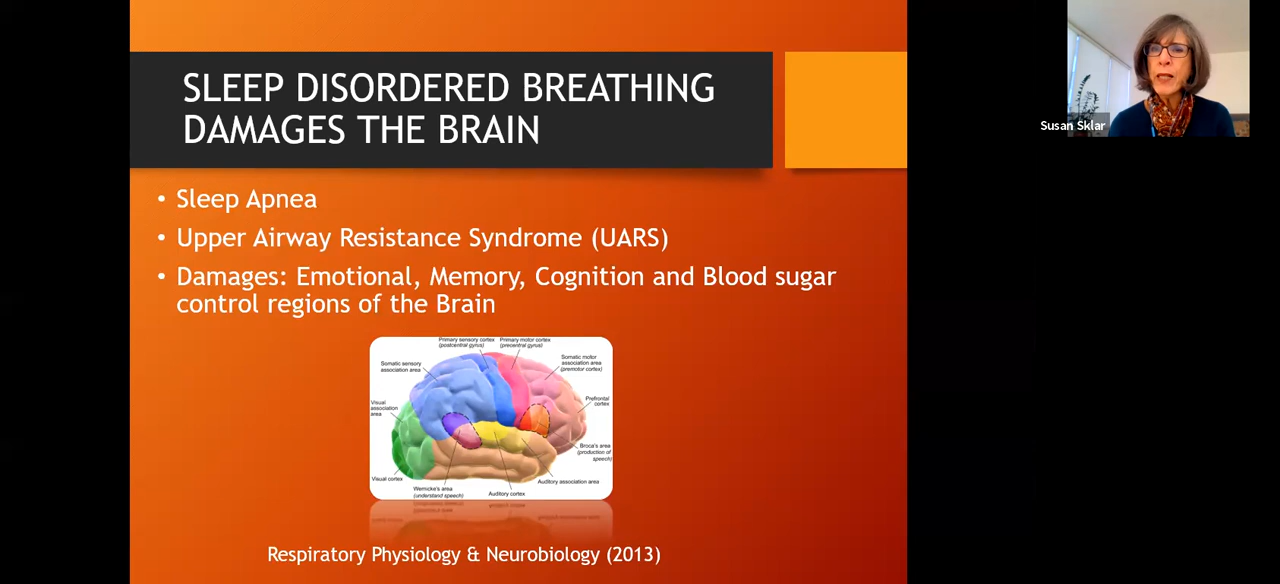 SLEEP DISORDERED BREATHING
DAMAGES THE BRAIN
Susan Sklar
• Sleep Apnea
• Upper Airway Resistance Syndrome (UARS)
• Damages: Emotional, Memory, Cognition and Blood sugar
control regions of the Brain
Primary sensory cortex
(postcentral gyrus)
Primary motor cortex
(precentral gyrus)
Somatic sensory
association area
Somatic motor
association area
(premotor cortex)
Visual
association
area
Prefrontal
cortex
Broca's area
(production of
speech)
Visual cortex
Auditory association area
Wernicke's area
(understand speech)
Auditory cortex
Respiratory Physiology & Neurobiology (2013)